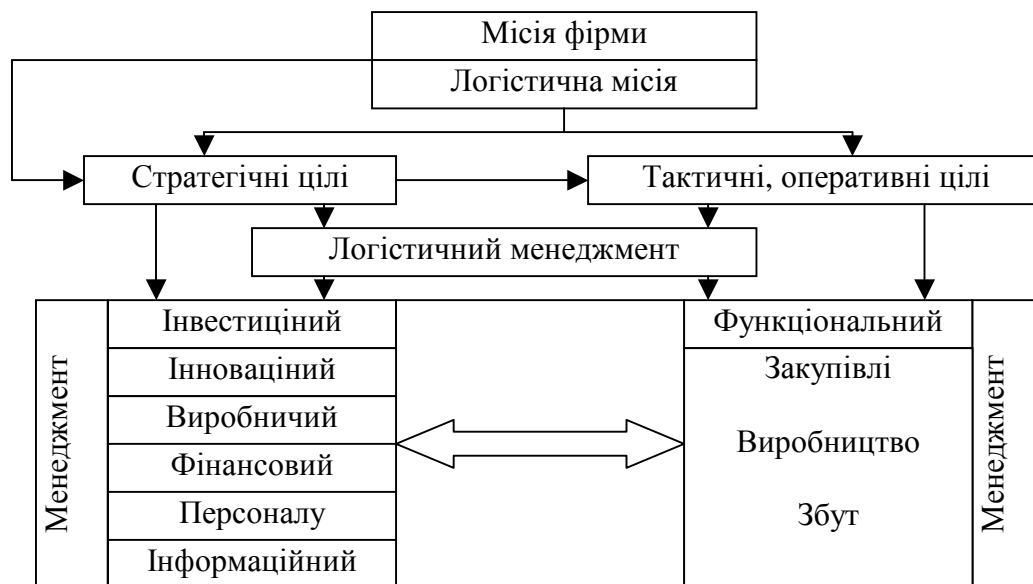 Місія фірми
Логістична місія
Стратегічні цілі
Тактичні, оперативні цілі
Логістичний менеджмент
Менеджмент
Інвестиціний
Інноваціний
Виробничий
Фінансовий
Персоналу
Інформаційний
Функціональний
Закупівлі
Виробництво
Збут
Менеджмент